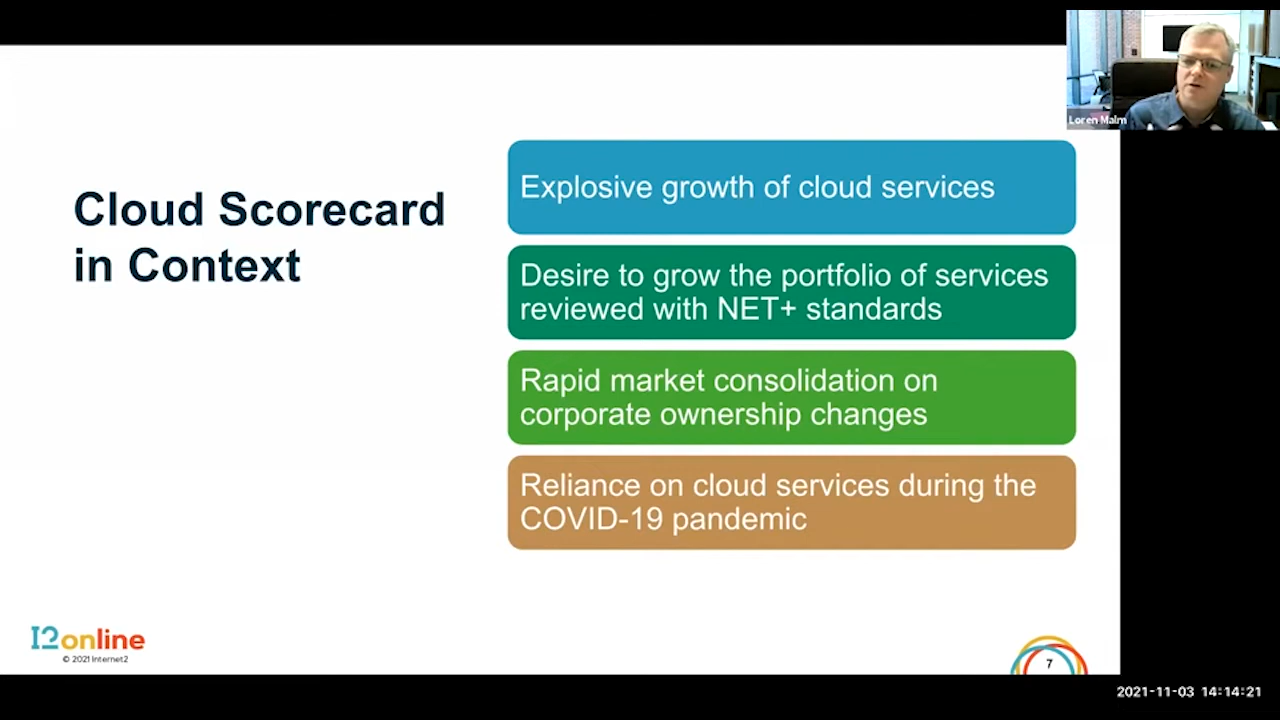 Loren Malm
Cloud Scorecard
in Context
Explosive growth of cloud services
Desire to grow the portfolio of services
reviewed with NET+ standards
Rapid market consolidation on
corporate ownership changes
Reliance on cloud services during the
COVID-19 pandemic
I2online
© 2021 Internet2
7
2021-11-03 14:14:21